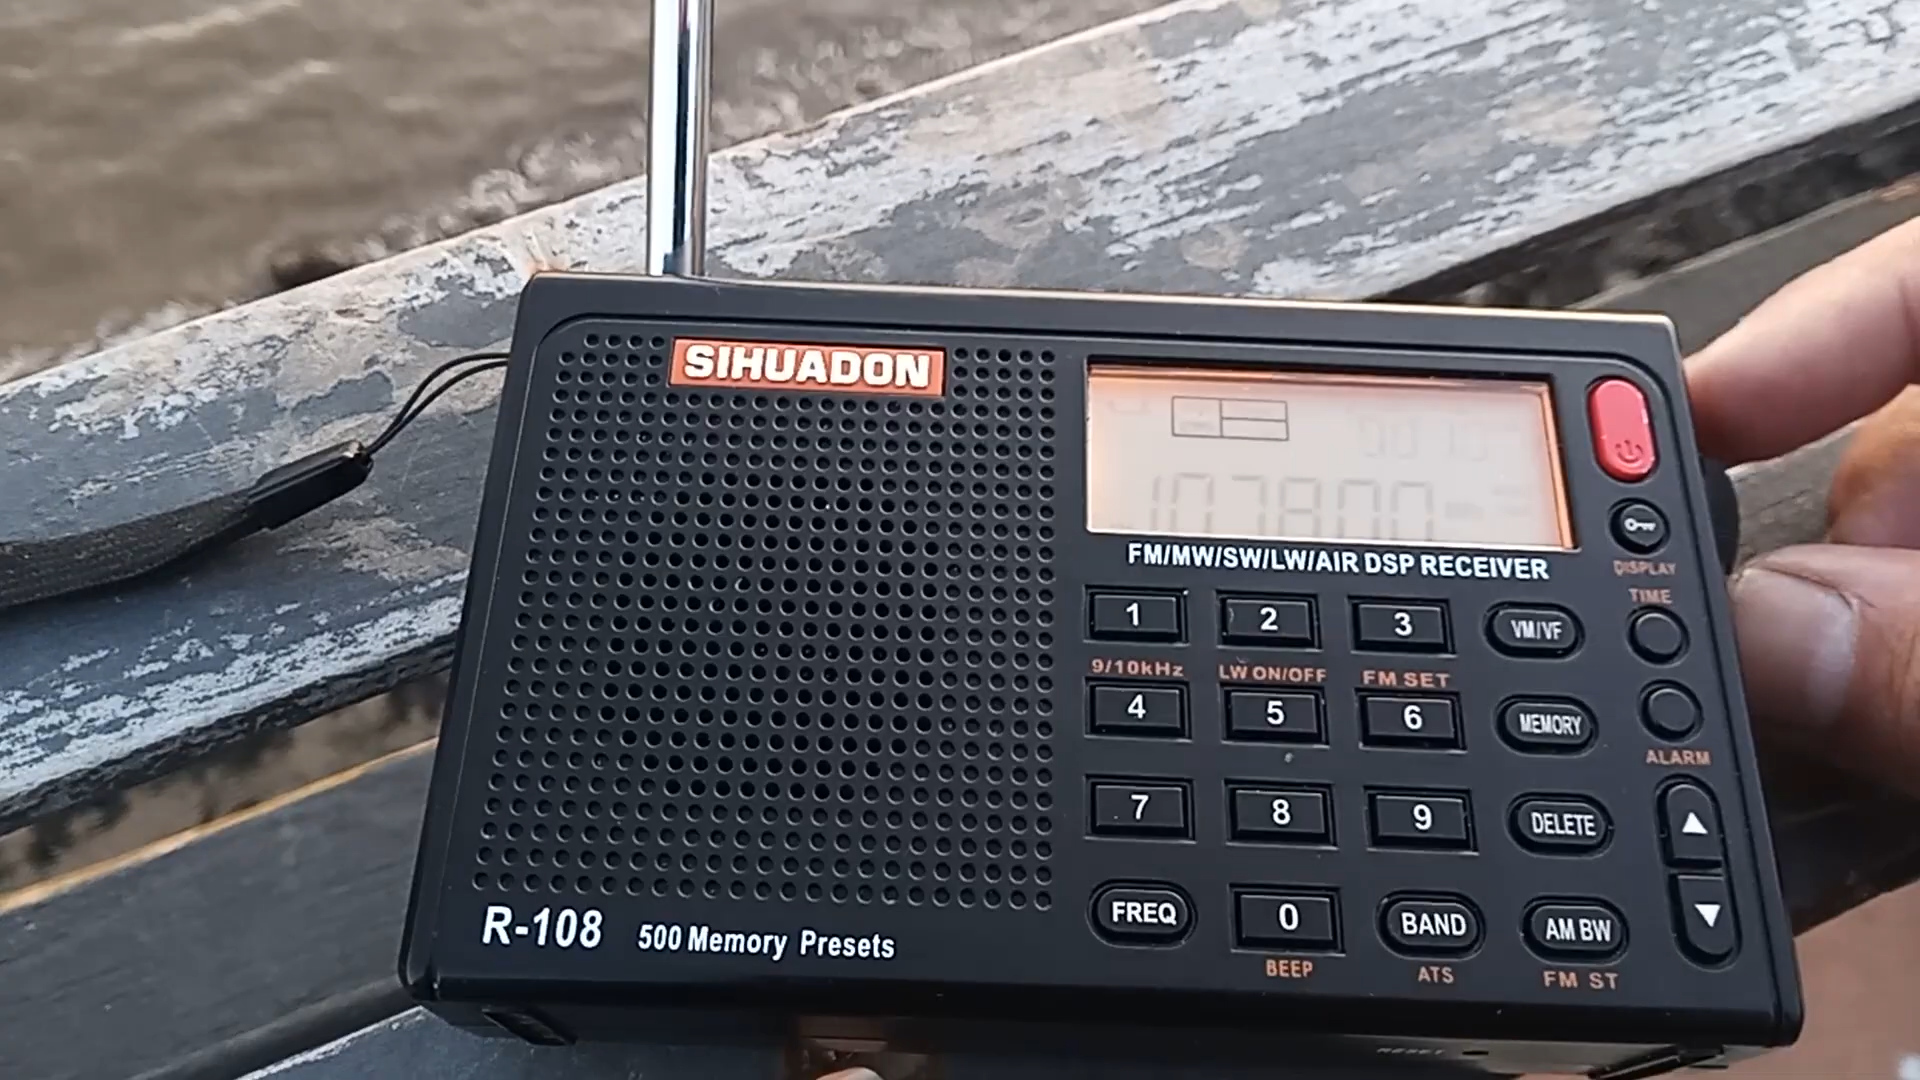 SIHUADON
107800
FM/MW/SW/LW/AIR DSP RECEIVER
DISPLAY
TIME
1
2
3
VM/VF
9/10kHz
LW ON/OFF
FM SET
4
5
6
MEMORY
ALARM
7
8
9
DELETE
FREQ
0
BAND
AM BW
BEEP
ATS
FM ST
R-108
500 Memory Presets
RESET